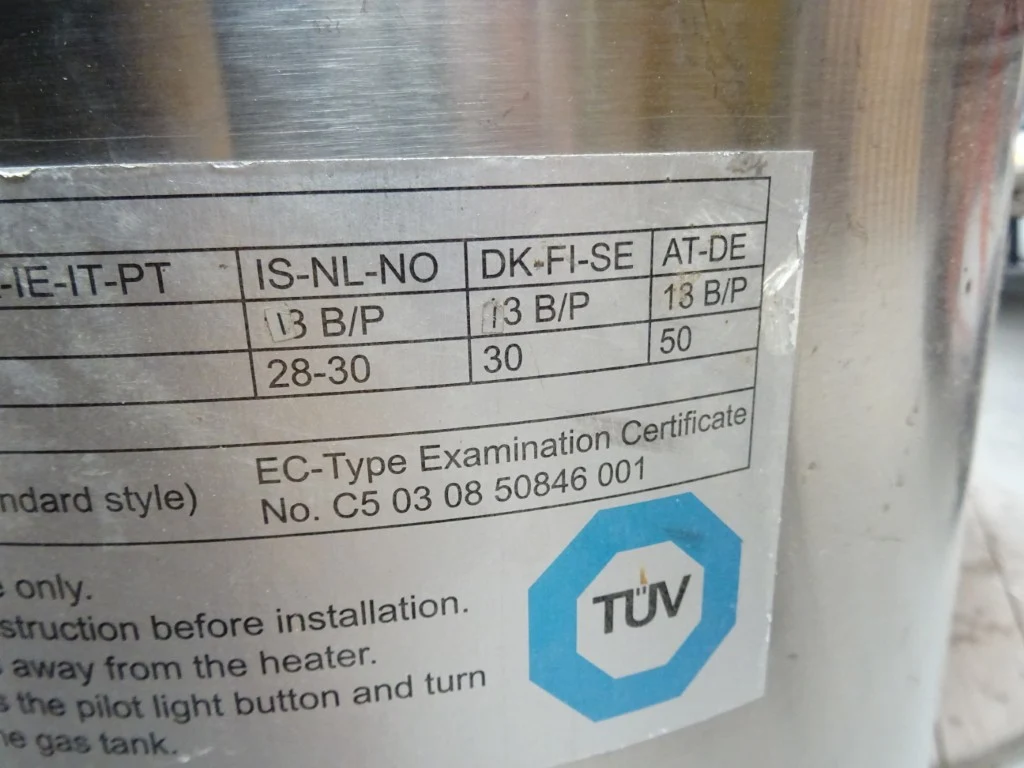 -IE-IT-PT IS-NL-NO DK-FI-SE AT-DE
13 B/P 13 B/P 13 B/P
28-30 30 50
EC-Type Examination Certificate
ndard style) No. C5 03 08 50846 001
only.
struction before installation.
away from the heater.
the pilot light button and turn
gas tank.
TÜV